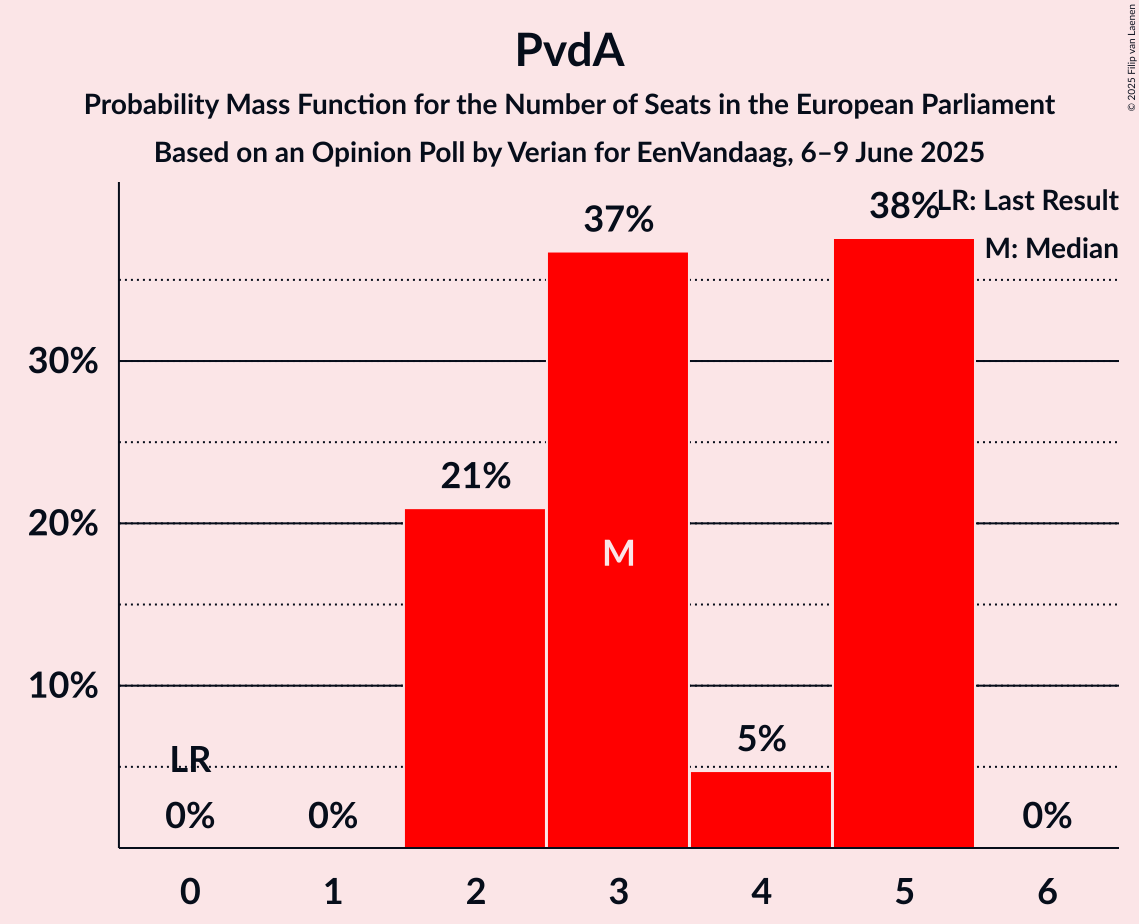 PvdA
Probability Mass Function for the Number of Seats in the European Parliament
Based on an Opinion Poll by Verian for EenVandaag, 6–9 June 2025
© 2025 Filip van Laenen
LR: Last Result
M: Median
38%
37%
30%
21%
20%
M
10%
5%
LR
0%
0%
0%
0
1
2
3
4
5
6